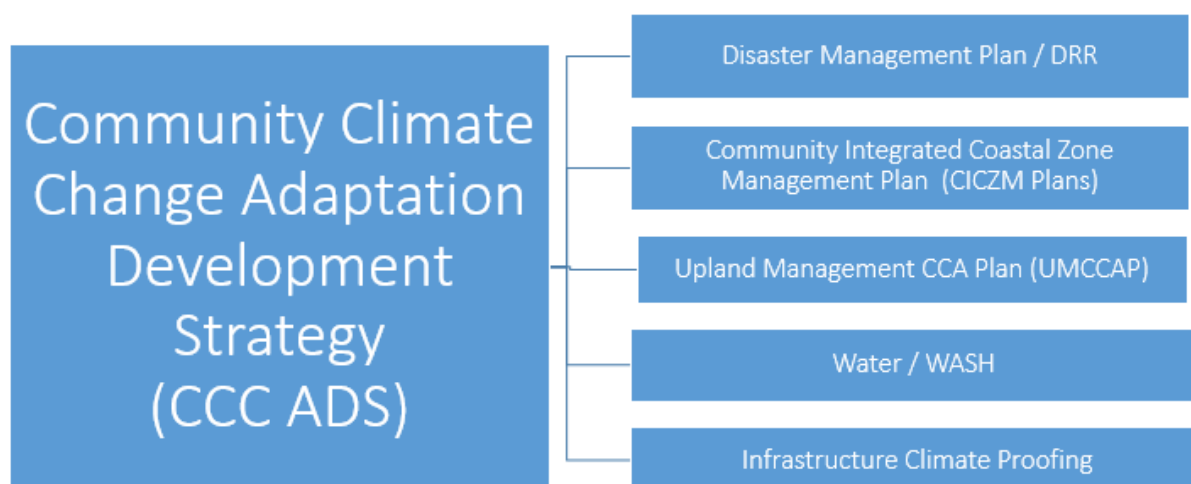 Community Climate
Change Adaptation
Development
Strategy
(CCC ADS)
Disaster Management Plan / DRR
Community Integrated Coastal Zone
Management Plan  (CICZM Plans)
Upland Management CCA Plan (UMCCAP)
Water / WASH
Infrastructure Climate Proofing